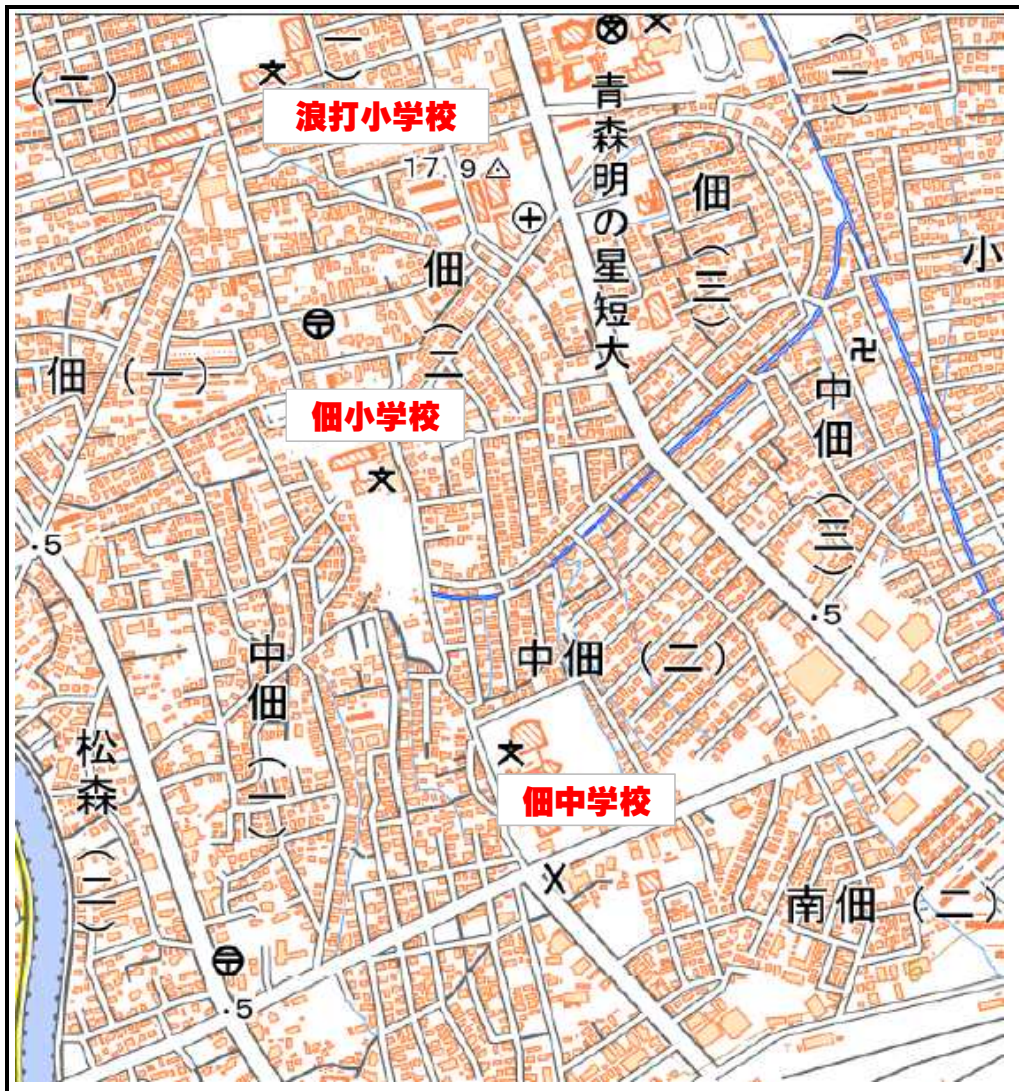 (一)
(二)
浪打小学校
青森明の星短大
(一)
17.9
佃(三)
小
佃(二)
佃(一)
中佃(三)
佃小学校
.5
.5
中佃(二)
中佃(一)
松森(二)
佃中学校
南佃(二)
.5